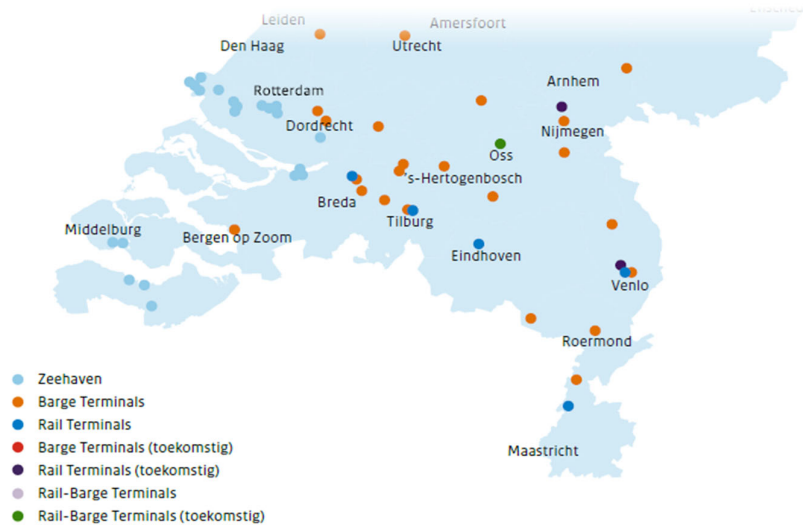 Leiden
Amersfoort
Den Haag
Utrecht
Arnhem
Rotterdam
Dordrecht
Nijmegen
Oss
's-Hertogenbosch
Breda
Middelburg
Bergen op Zoom
Tilburg
Eindhoven
Venlo
Roermond
Maastricht
Zeehaven
Barge Terminals
Rail Terminals
Barge Terminals (toekomstig)
Rail Terminals (toekomstig)
Rail-Barge Terminals
Rail-Barge Terminals (toekomstig)